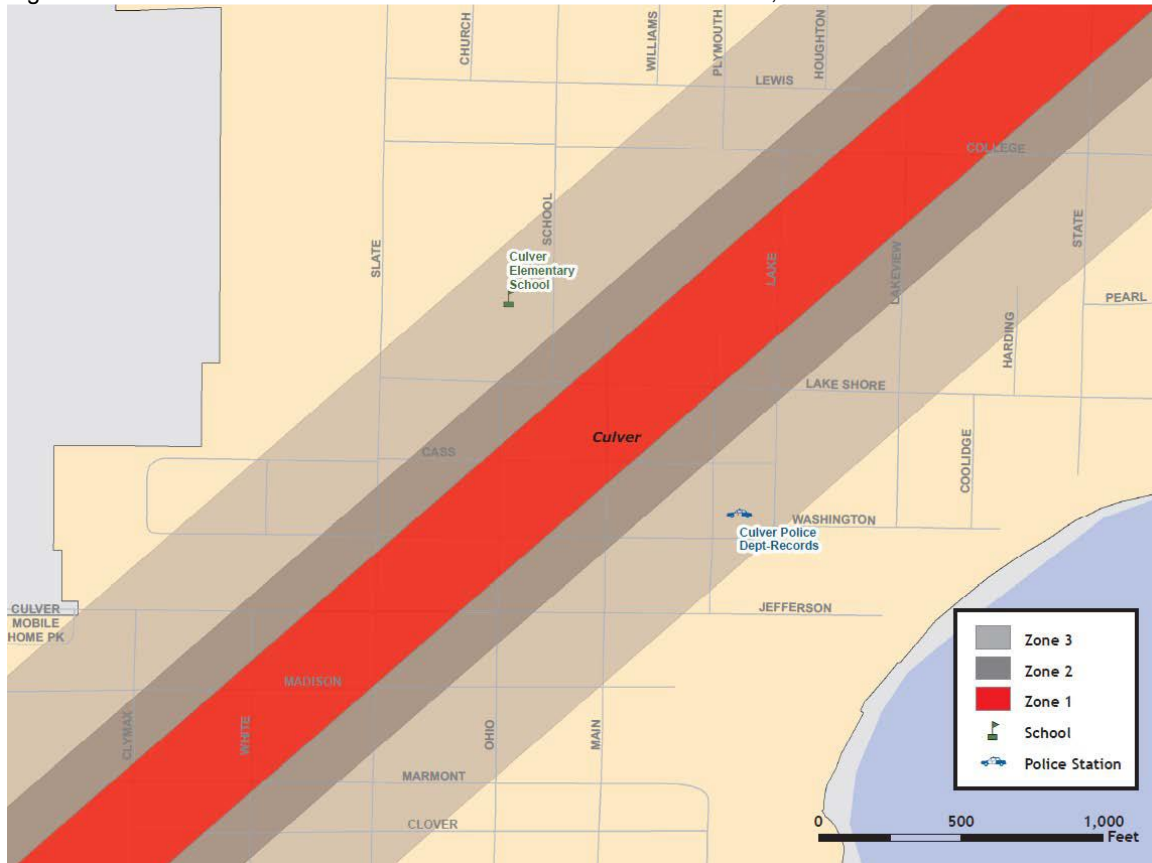 CHURCH
WILLIAMS
PLYMOUTH
HOUGHTON
LEWIS
COLLEGE
SCHOOL
SLATE
STATE
LAKE
LAKEVIEW
Culver
Elementary
School
PEARL
HARDING
LAKE SHORE
Culver
CASS
COOLIDGE
WASHINGTON
Culver Police
Dept-Records
CULVER
MOBILE
HOME PK
JEFFERSON
MADISON
CLYMAX
WHITE
OHIO
MAIN
MARMONT
CLOVER
Zone 3
Zone 2
Zone 1
School
Police Station
0 500 1,000
Feet